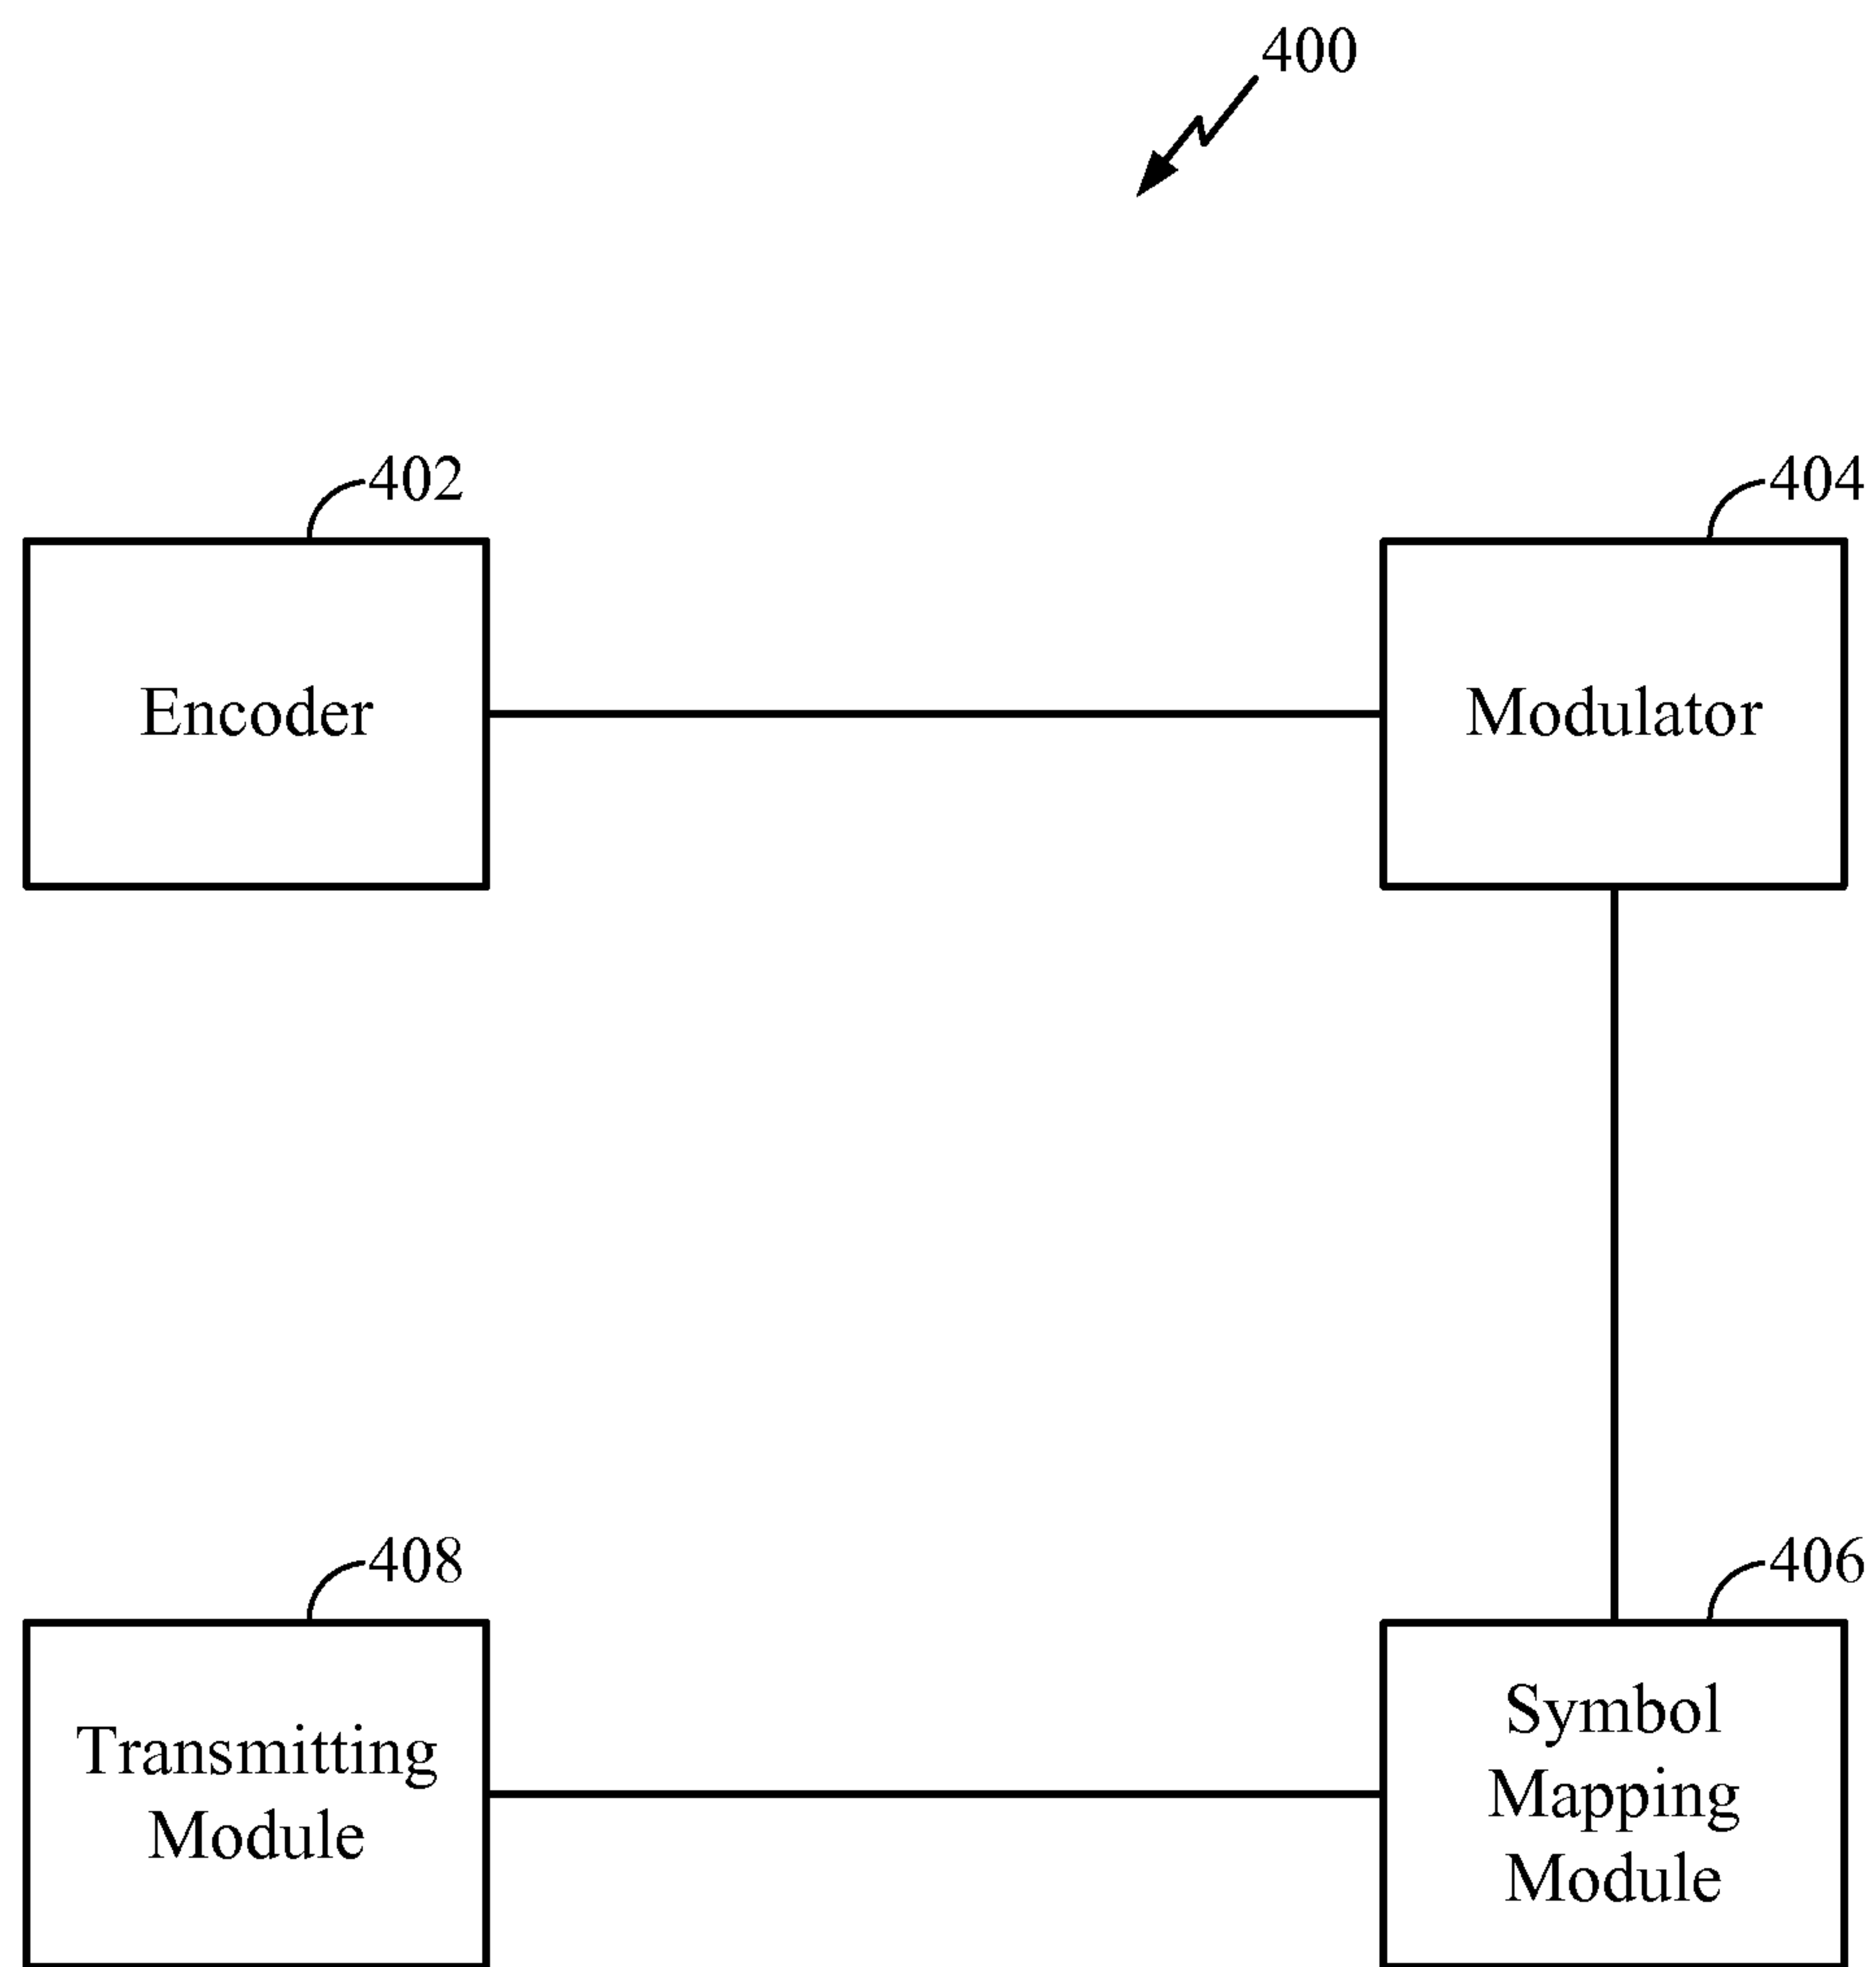 400
402
404
Encoder
Modulator
408
406
Transmitting
Module
Symbol
Mapping
Module